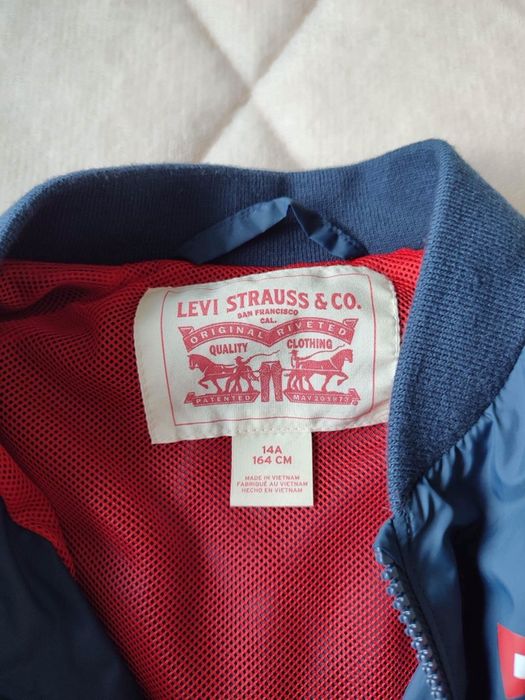 LEVI STRAUSS & CO.
SAN FRANCISCO
CAL.
ORIGINAL RIVETED
QUALITY CLOTHING
PATENTED MAY 20 1873
14A
164 CM
MADE IN VIETNAM
FABRIQUÉ AU VIETNAM
HECHO EN VIETNAM